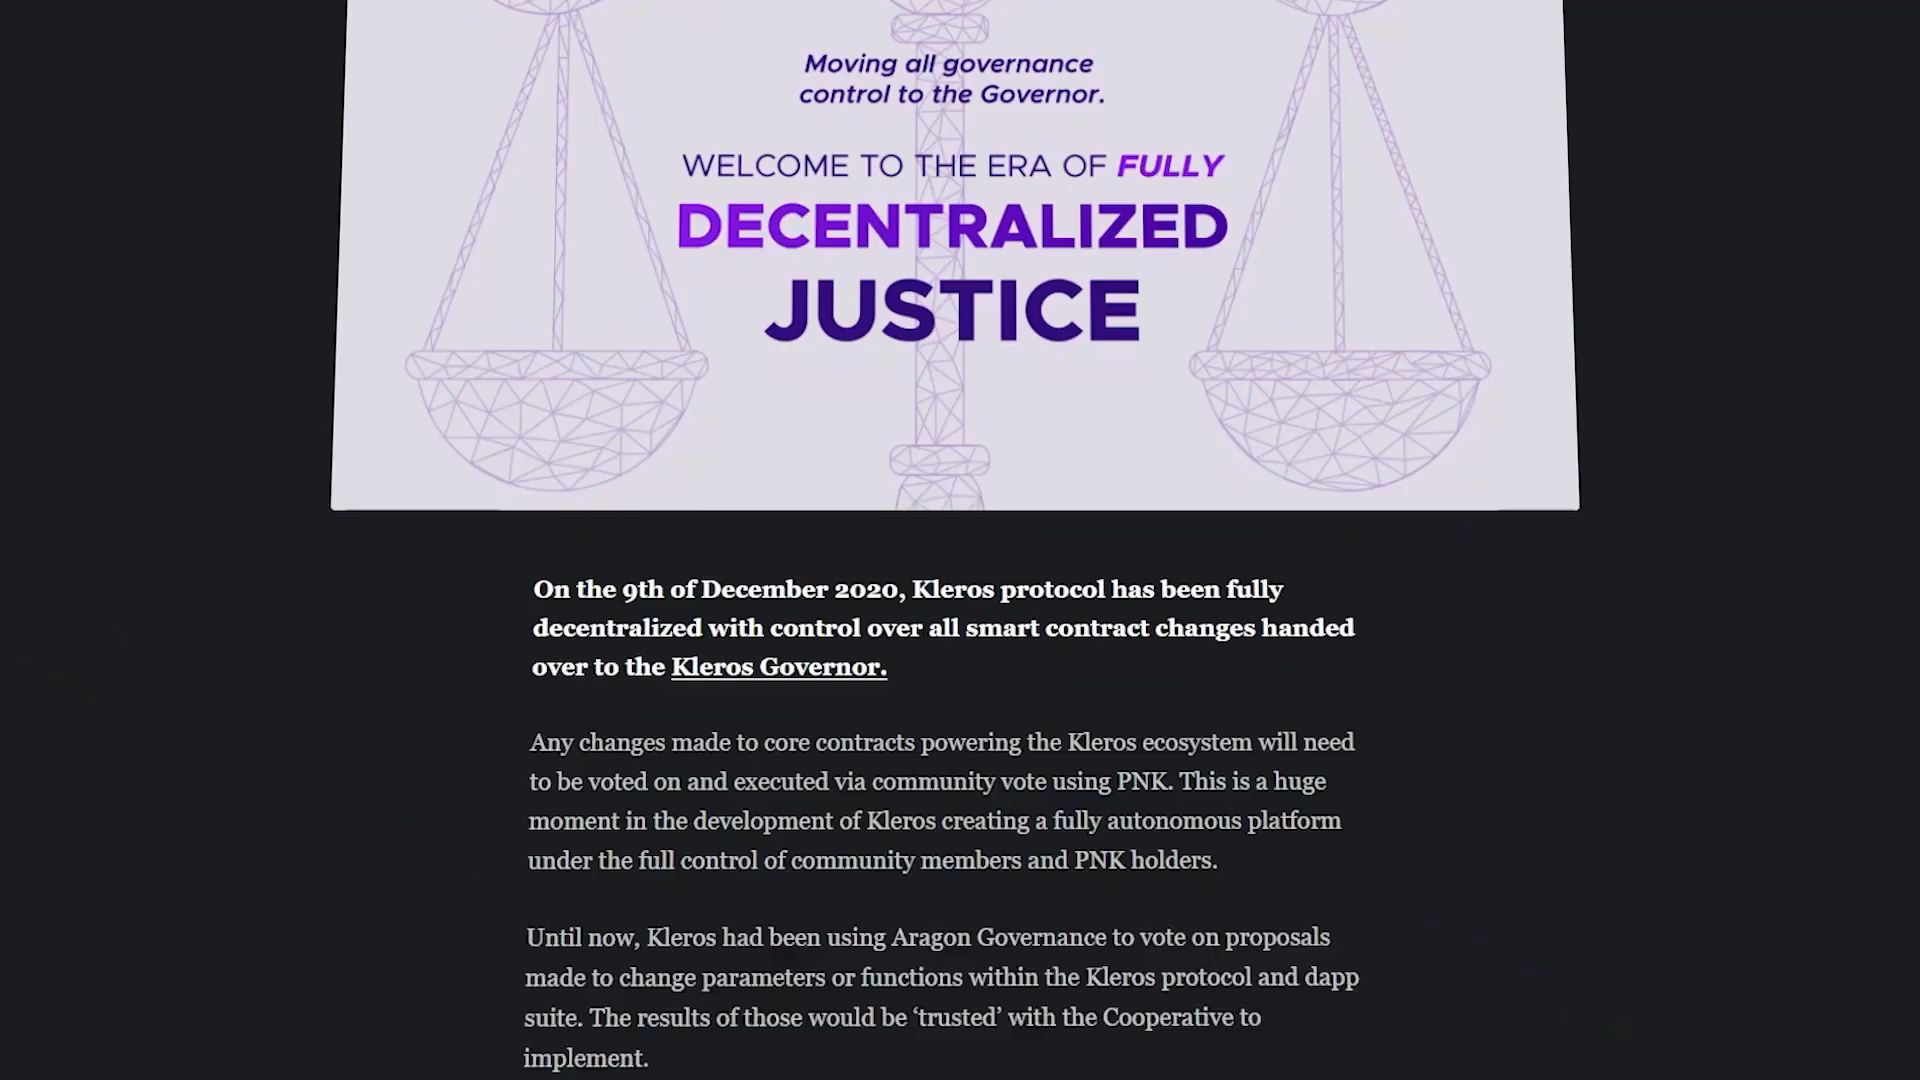 Moving all governance
control to the Governor.
WELCOME TO THE ERA OF FULLY
DECENTRALIZED
JUSTICE
On the 9th of December 2020, Kleros protocol has been fully
decentralized with control over all smart contract changes handed
over to the Kleros Governor.
Any changes made to core contracts powering the Kleros ecosystem will need
to be voted on and executed via community vote using PNK. This is a huge
moment in the development of Kleros creating a fully autonomous platform
under the full control of community members and PNK holders.
Until now, Kleros had been using Aragon Governance to vote on proposals
made to change parameters or functions within the Kleros protocol and dapp
suite. The results of those would be ‘trusted’ with the Cooperative to
implement.